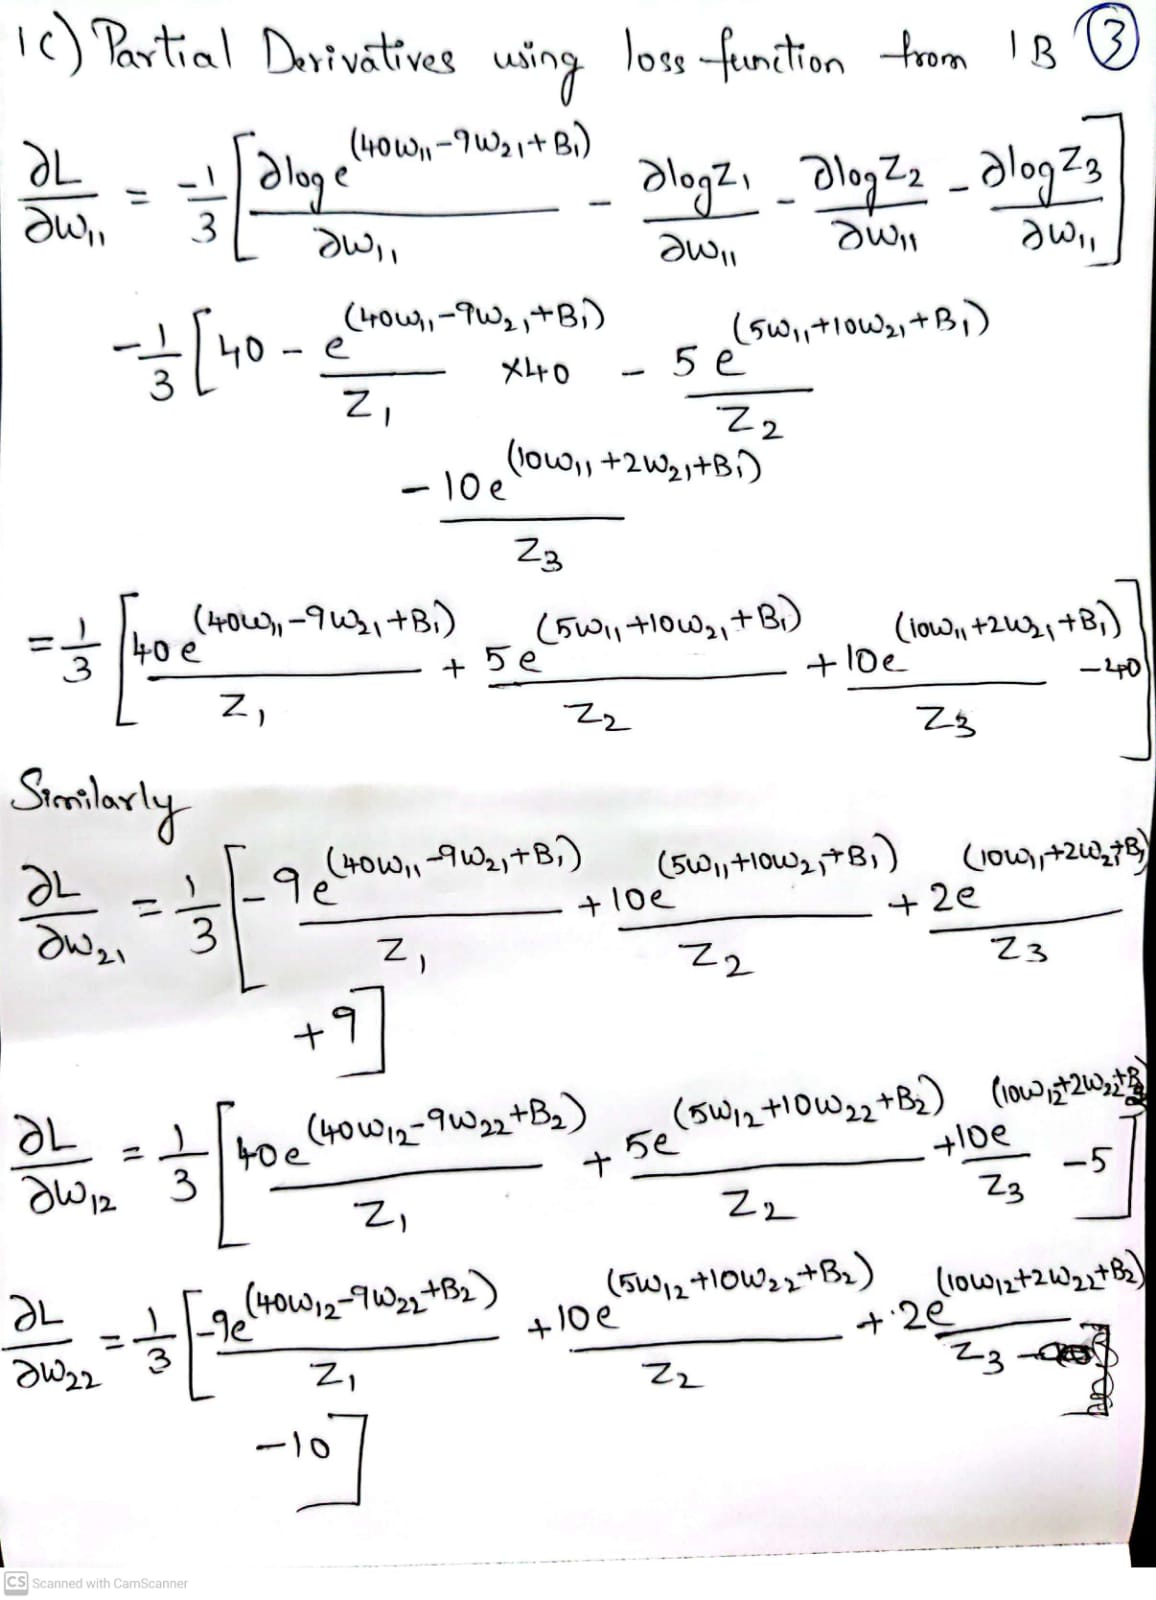 1C) Partial Derivatives using loss function from 1B ③
∂L/∂W₁₁ = -1/3 [ ∂log e^(40W₁₁-9W₂₁+B₁)/∂W₁₁ - ∂logZ₁/∂W₁₁ - ∂logZ₂/∂W₁₁ - ∂logZ₃/∂W₁₁ ]
-1/3 [ 40 - e^(40W₁₁-9W₂₁+B₁)/Z₁ ×40 - 5e^(5W₁₁+10W₂₁+B₁)/Z₂
- 10e^(10W₁₁+2W₂₁+B₁)/Z₃
= 1/3 [ 40e^(40W₁₁-9W₂₁+B₁)/Z₁ + 5e^(5W₁₁+10W₂₁+B₁)/Z₂ + 10e^(10W₁₁+2W₂₁+B₁)/Z₃ -40 ]
Similarly
∂L/∂W₂₁ = 1/3 [ -9e^(40W₁₁-9W₂₁+B₁)/Z₁ + 10e^(5W₁₁+10W₂₁+B₁)/Z₂ + 2e^(10W₁₁+2W₂₁+B₁)/Z₃
+9 ]
∂L/∂W₁₂ = 1/3 [ 40e^(40W₁₂-9W₂₂+B₂)/Z₁ + 5e^(5W₁₂+10W₂₂+B₂)/Z₂ +10e^(10W₁₂+2W₂₂+B₂)/Z₃ -5 ]
∂L/∂W₂₂ = 1/3 [ -9e^(40W₁₂-9W₂₂+B₂)/Z₁ +10e^(5W₁₂+10W₂₂+B₂)/Z₂ + 2e^(10W₁₂+2W₂₂+B₂)/Z₃
-10 ]
CS Scanned with CamScanner